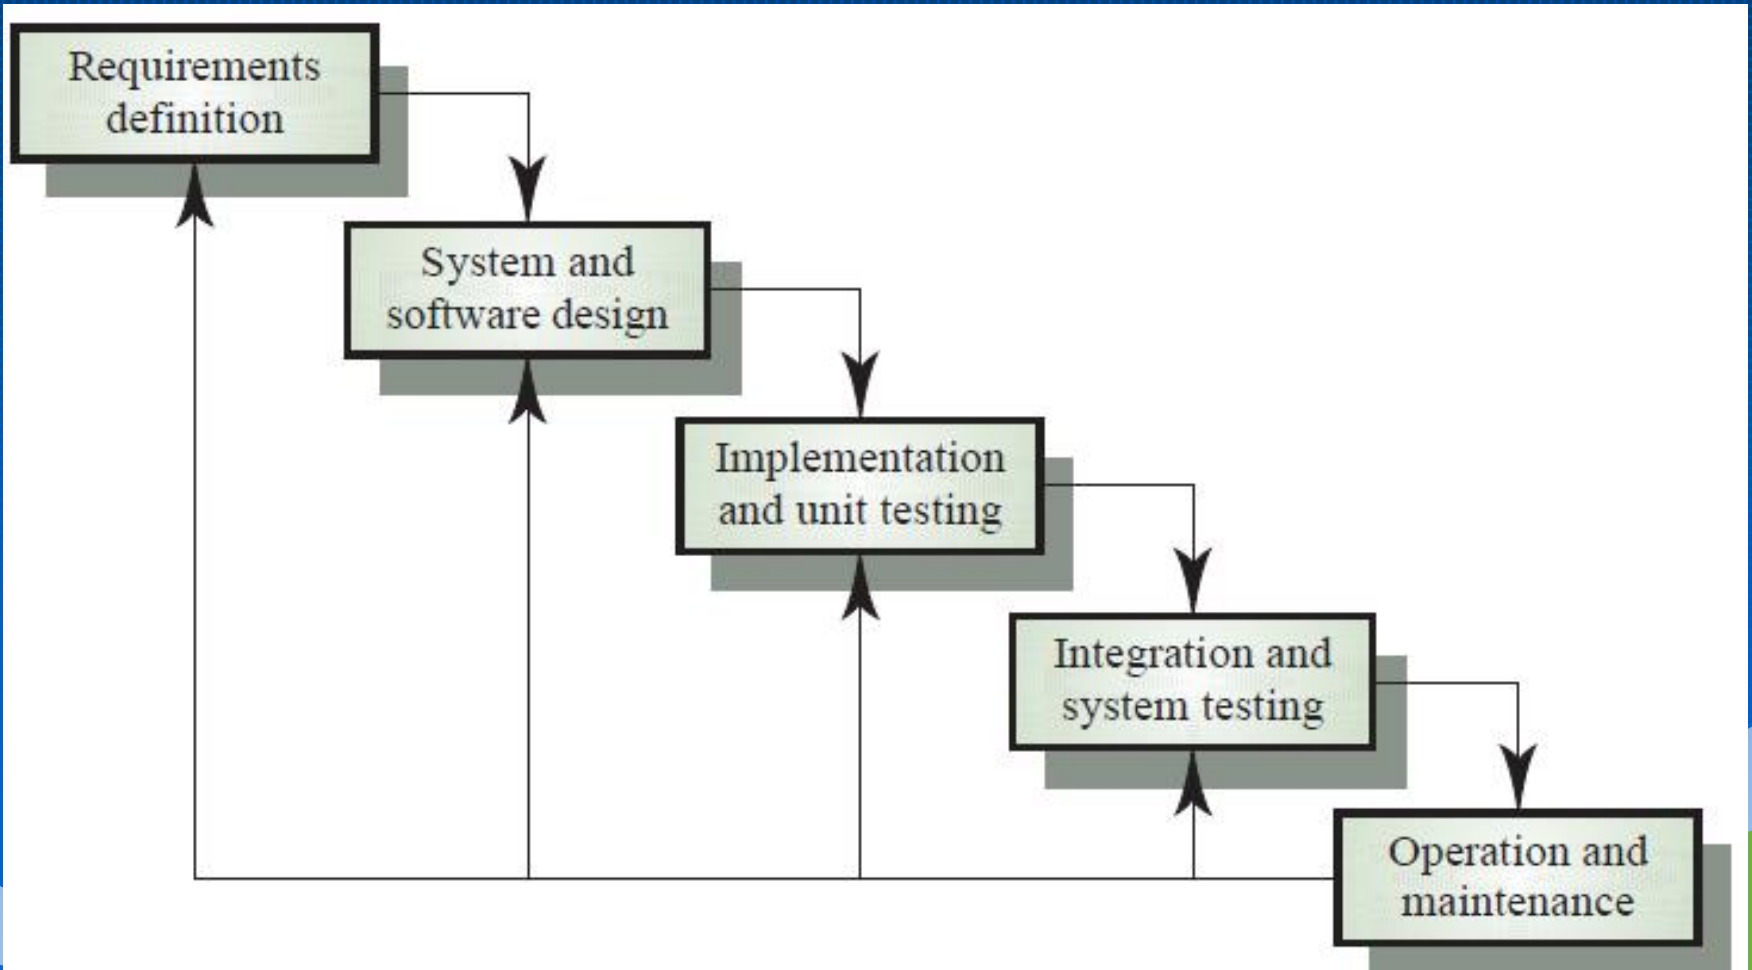 Requirements
definition
System and
software design
Implementation
and unit testing
Integration and
system testing
Operation and
maintenance